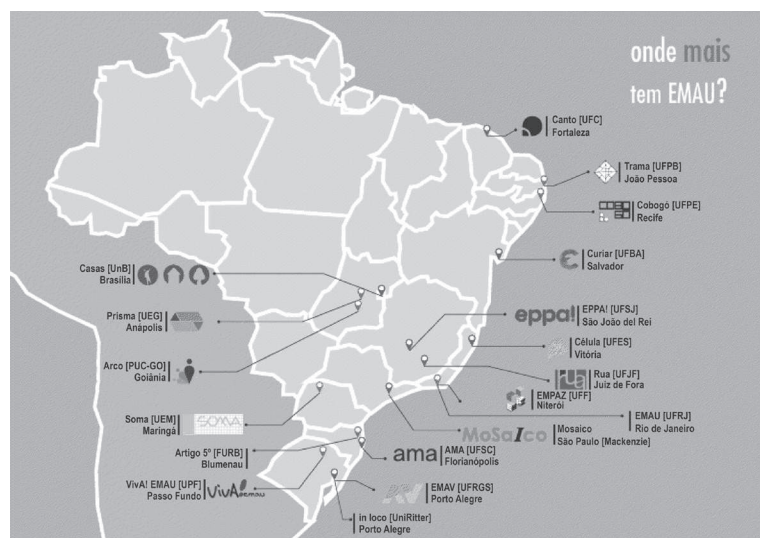 onde mais
tem EMAU?
Canto [UFC]
Fortaleza
Trama [UFPB]
João Pessoa
Cobogó [UFPE]
Recife
Curiar [UFBA]
Salvador
Casas [UnB]
Brasília
Prisma [UEG]
Anápolis
eppa!
EPPA! [UFSJ]
São João del Rei
Célula [UFES]
Vitória
Arco [PUC-GO]
Goiânia
rua
Rua [UFJF]
Juiz de Fora
EMPAZ [UFF]
Niterói
EMAU [UFRJ]
Rio de Janeiro
Soma [UEM]
Maringá
SOMA
MoSaIco
Mosaico
São Paulo [Mackenzie]
Artigo 5º [FURB]
Blumenau
ama
AMA [UFSC]
Florianópolis
VivA! EMAU [UPF]
Passo Fundo
VivA! emau
EMAV [UFRGS]
Porto Alegre
in loco [UniRitter]
Porto Alegre